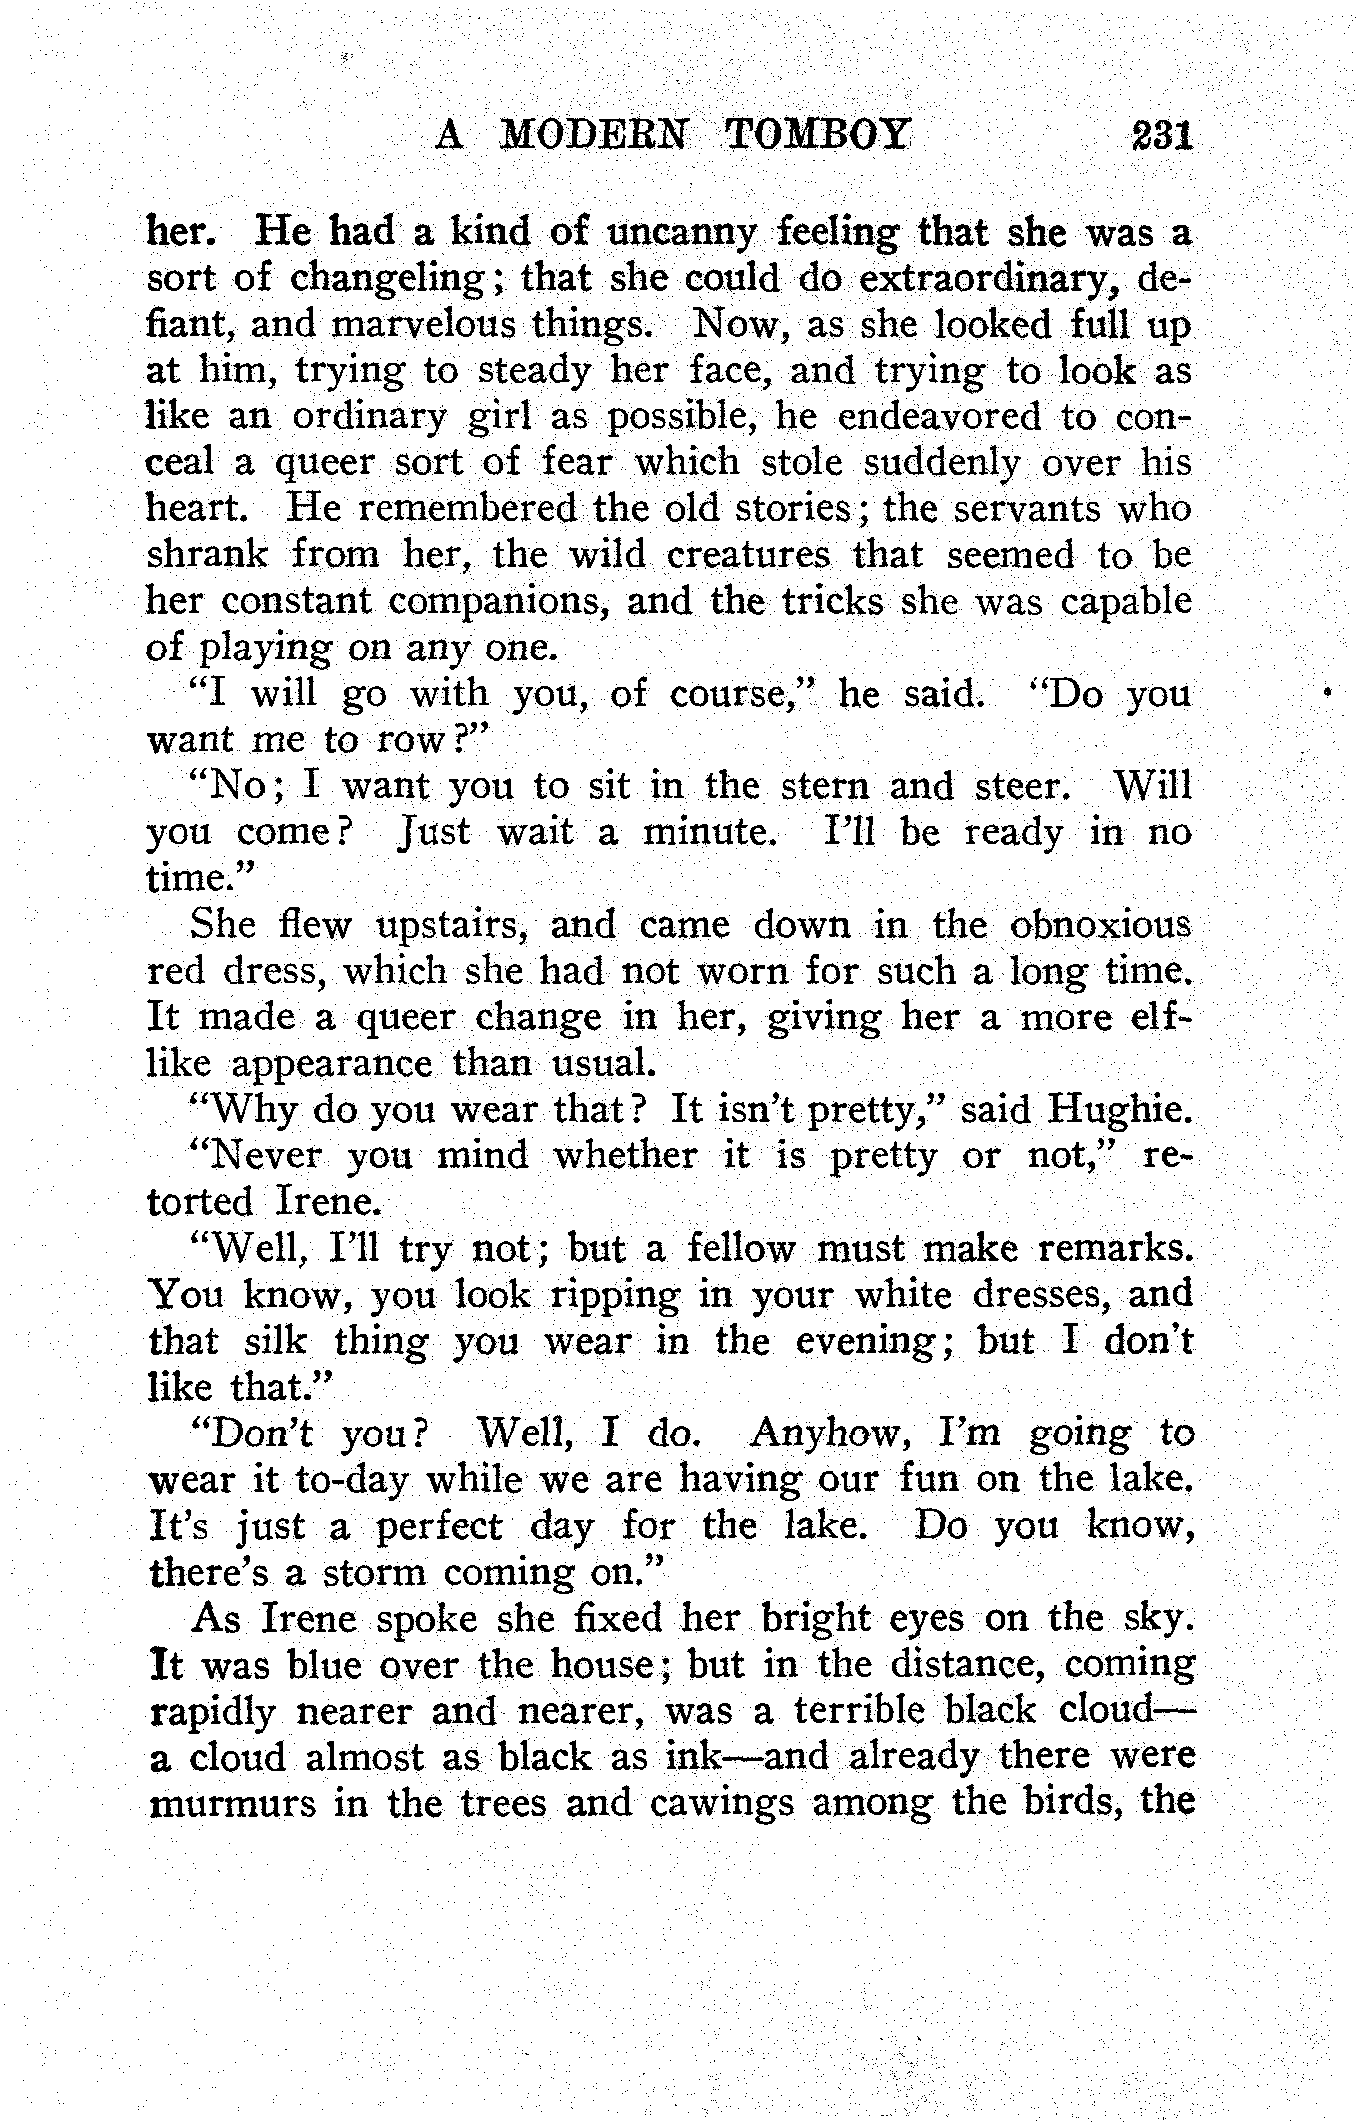 A MODERN TOMBOY 231
her. He had a kind of uncanny feeling that she was a
sort of changeling; that she could do extraordinary, de-
fiant, and marvelous things. Now, as she looked full up
at him, trying to steady her face, and trying to look as
like an ordinary girl as possible, he endeavored to con-
ceal a queer sort of fear which stole suddenly over his
heart. He remembered the old stories; the servants who
shrank from her, the wild creatures that seemed to be
her constant companions, and the tricks she was capable
of playing on any one.
"I will go with you, of course," he said. "Do you
want me to row?"
"No; I want you to sit in the stern and steer. Will
you come? Just wait a minute. I'll be ready in no
time."
She flew upstairs, and came down in the obnoxious
red dress, which she had not worn for such a long time.
It made a queer change in her, giving her a more elf-
like appearance than usual.
"Why do you wear that? It isn't pretty," said Hughie.
"Never you mind whether it is pretty or not," re-
torted Irene.
"Well, I'll try not; but a fellow must make remarks.
You know, you look ripping in your white dresses, and
that silk thing you wear in the evening; but I don't
like that."
"Don't you? Well, I do. Anyhow, I'm going to
wear it to-day while we are having our fun on the lake.
It's just a perfect day for the lake. Do you know,
there's a storm coming on."
As Irene spoke she fixed her bright eyes on the sky.
It was blue over the house; but in the distance, coming
rapidly nearer and nearer, was a terrible black cloud—
a cloud almost as black as ink—and already there were
murmurs in the trees and cawings among the birds, the